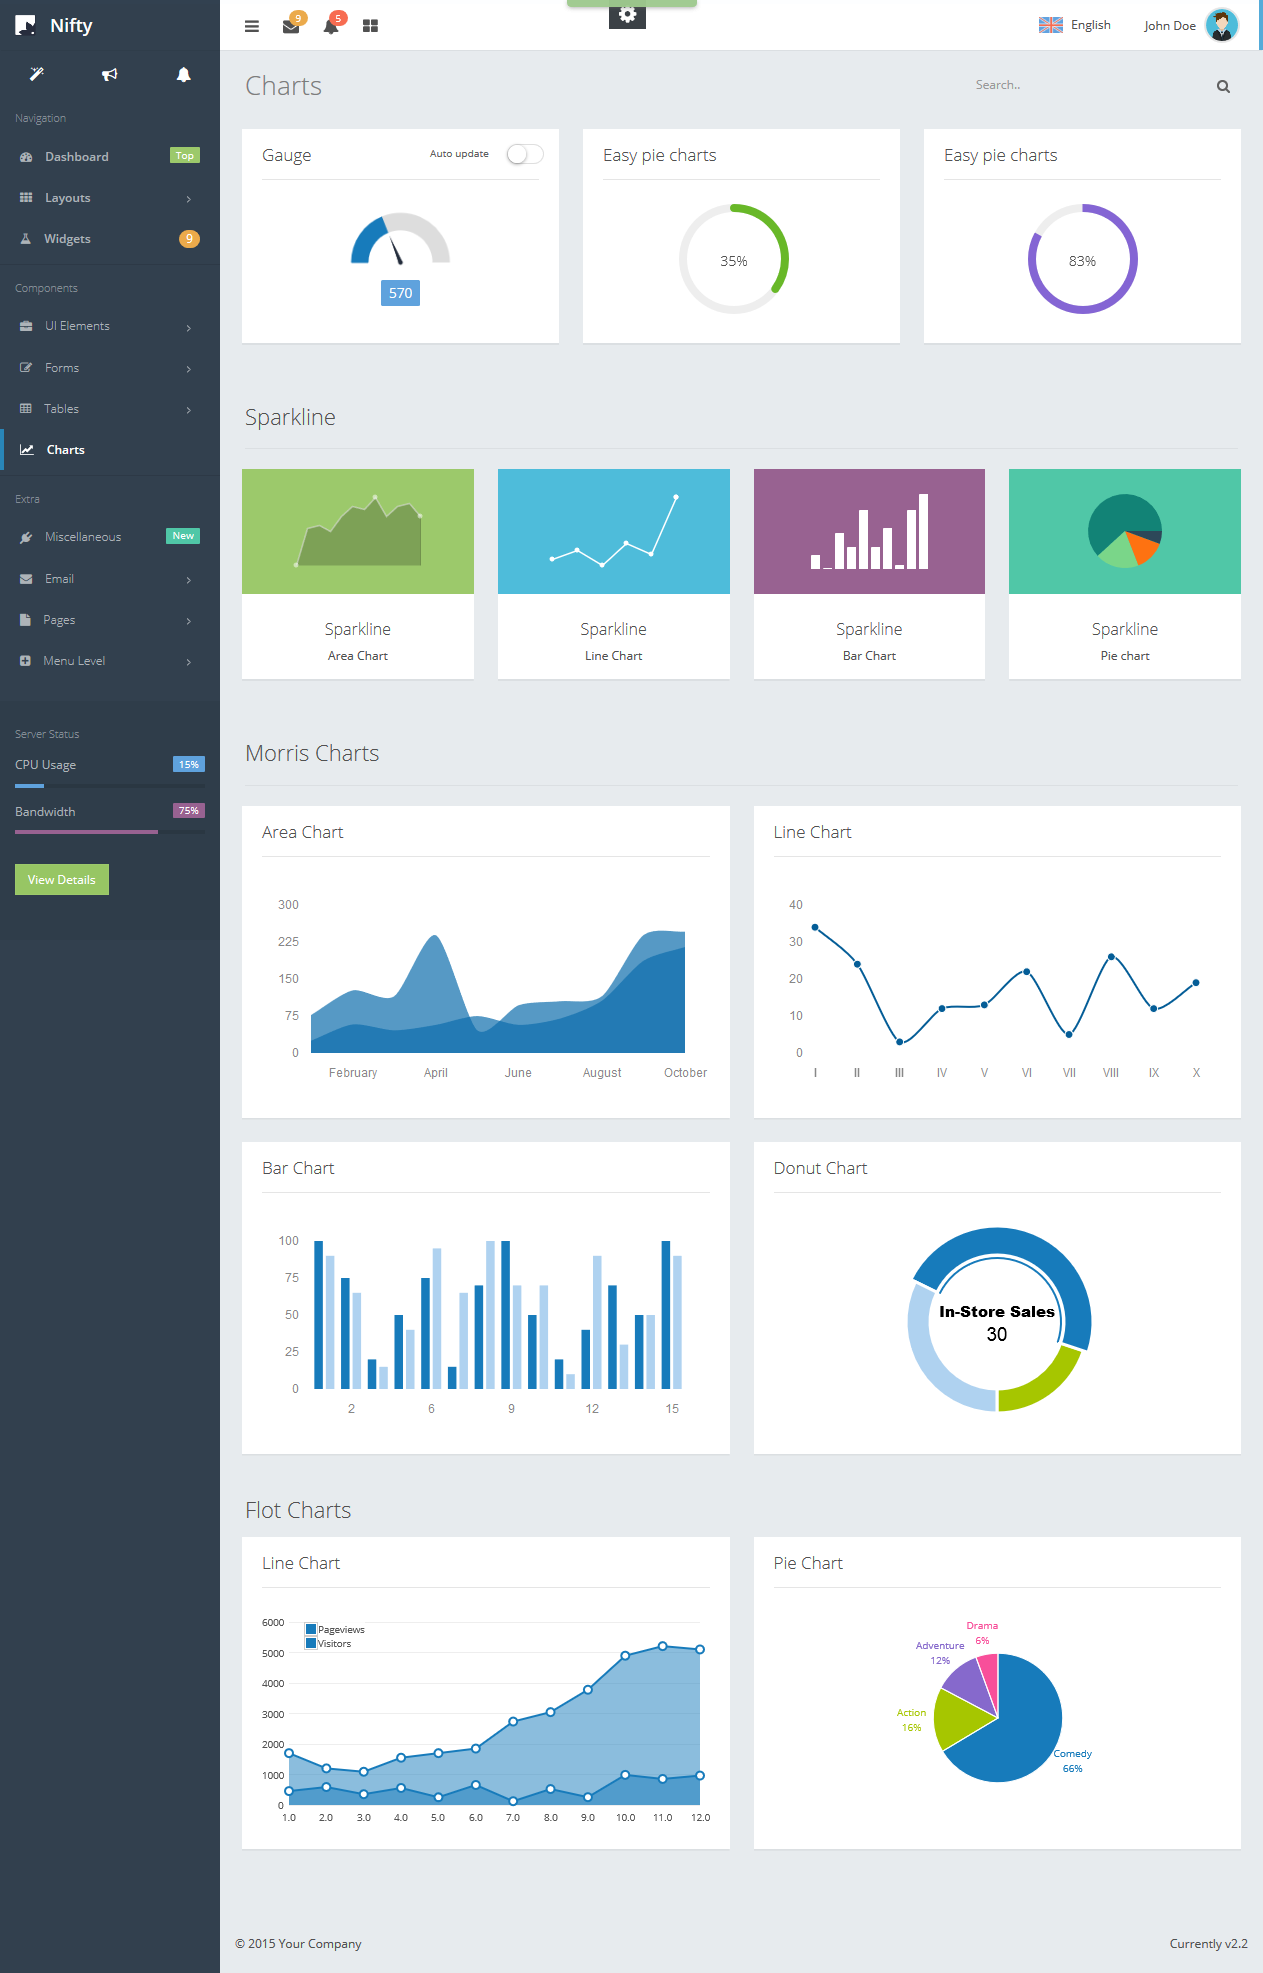 Nifty
9
5
English
John Doe
Navigation
Dashboard
Top
Layouts
Widgets
9
Components
UI Elements
Forms
Tables
Charts
Extra
Miscellaneous
New
Email
Pages
Menu Level
Server Status
CPU Usage
15%
Bandwidth
75%
View Details
Charts
Search..
Gauge
Auto update
570
Easy pie charts
35%
Easy pie charts
83%
Sparkline
Sparkline
Area Chart
Sparkline
Line Chart
Sparkline
Bar Chart
Sparkline
Pie chart
Morris Charts
Area Chart
300
225
150
75
0
February April June August October
Line Chart
40
30
20
10
0
I II III IV V VI VII VIII IX X
Bar Chart
100
75
50
25
0
2 6 9 12 15
Donut Chart
In-Store Sales
30
Flot Charts
Line Chart
6000
5000
4000
3000
2000
1000
0
Pageviews
Visitors
1.0 2.0 3.0 4.0 5.0 6.0 7.0 8.0 9.0 10.0 11.0 12.0
Pie Chart
Drama
6%
Adventure
12%
Action
16%
Comedy
66%
© 2015 Your Company
Currently v2.2